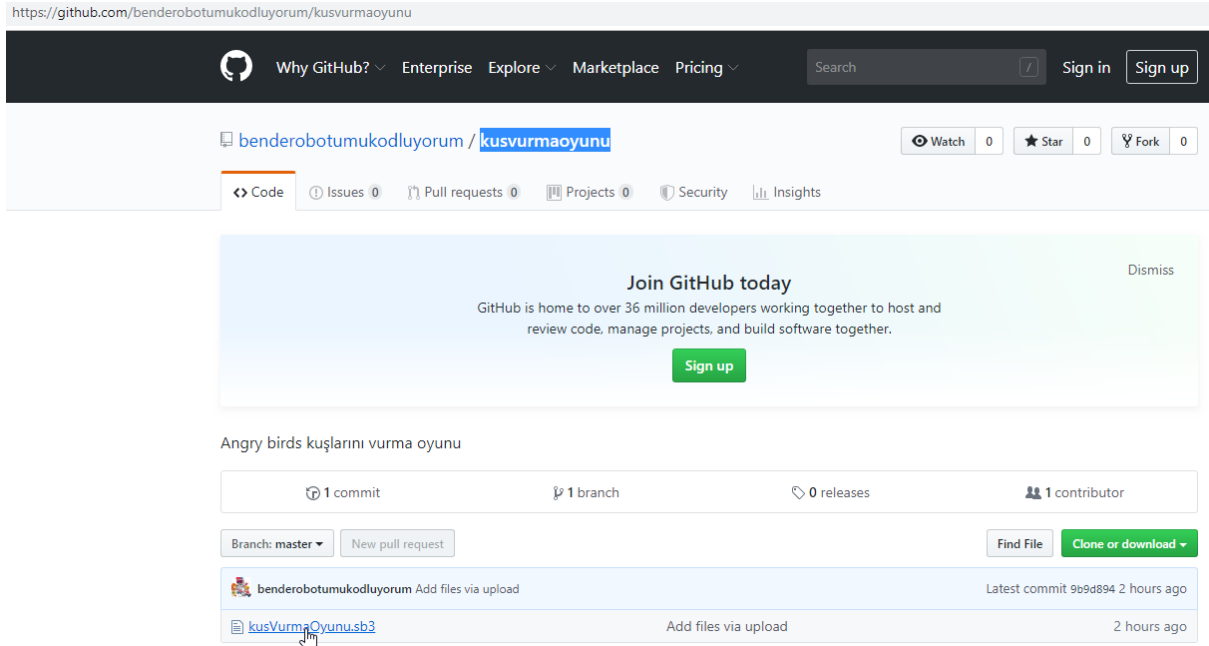 https://github.com/benderobotumukodluyorum/kusvurmaoyunu
Why GitHub? Enterprise Explore Marketplace Pricing Search / Sign in Sign up
benderobotumukodluyorum / kusvurmaoyunu Watch 0 Star 0 Fork 0
Code Issues 0 Pull requests 0 Projects 0 Security Insights
Join GitHub today Dismiss
GitHub is home to over 36 million developers working together to host and
review code, manage projects, and build software together.
Sign up
Angry birds kuşlarını vurma oyunu
1 commit 1 branch 0 releases 1 contributor
Branch: master New pull request Find File Clone or download
benderobotumukodluyorum Add files via upload Latest commit 9b9d894 2 hours ago
kusVurmaOyunu.sb3 Add files via upload 2 hours ago